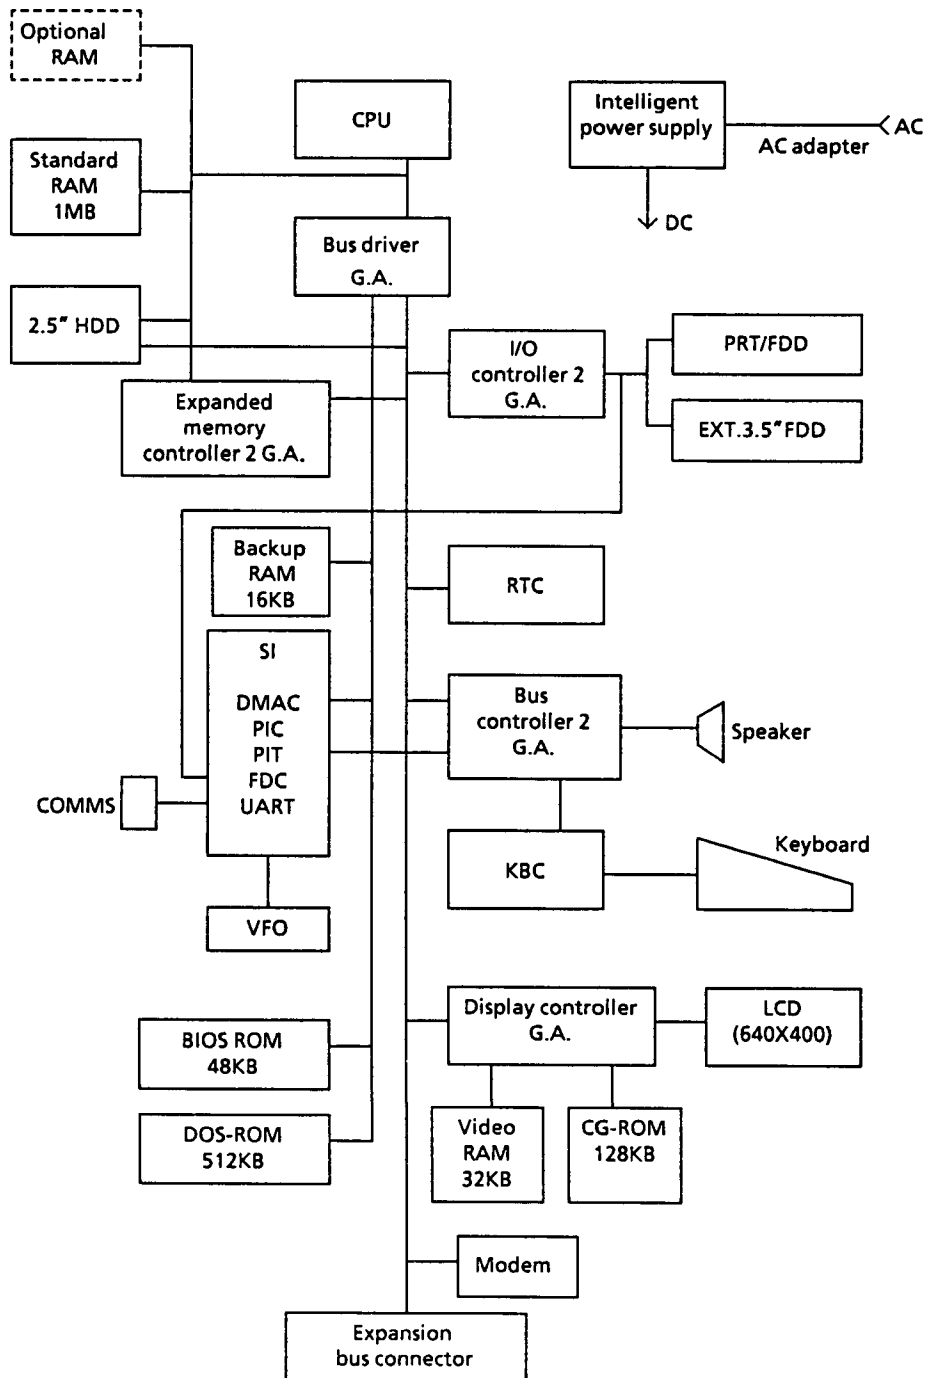 Optional
RAM
CPU
Intelligent
power supply
AC
AC adapter
Standard
RAM
1MB
DC
Bus driver
G.A.
2.5" HDD
I/O
controller 2
G.A.
PRT/FDD
Expanded
memory
controller 2 G.A.
EXT.3.5" FDD
Backup
RAM
16KB
RTC
SI
DMAC
PIC
PIT
FDC
UART
Bus
controller 2
G.A.
Speaker
COMMS
KBC
Keyboard
VFO
Display controller
G.A.
LCD
(640X400)
BIOS ROM
48KB
DOS-ROM
512KB
Video
RAM
32KB
CG-ROM
128KB
Modem
Expansion
bus connector